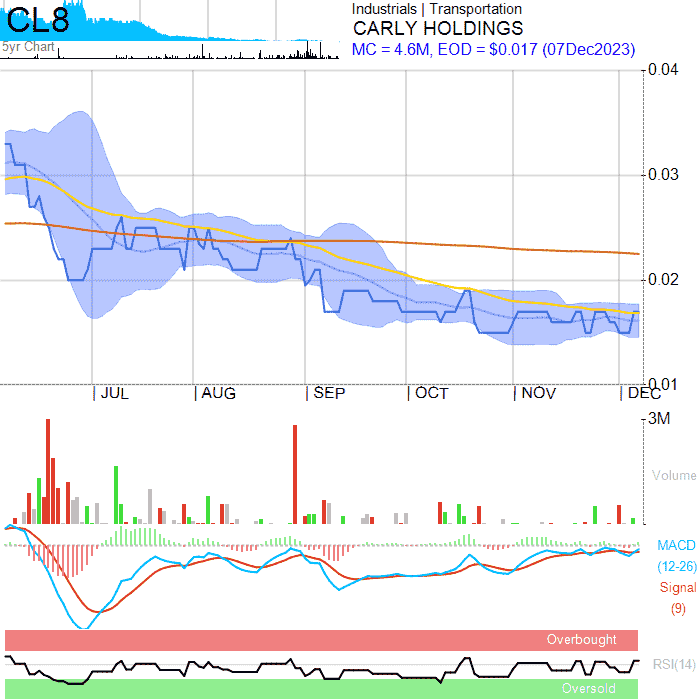 CL8
5yr Chart
Industrials | Transportation
CARLY HOLDINGS
MC = 4.6M, EOD = $0.017 (07Dec2023)
0.04
0.03
0.02
0.01
JUL AUG SEP OCT NOV DEC
3M
Volume
MACD
(12-26)
Signal
(9)
Overbought
RSI(14)
Oversold